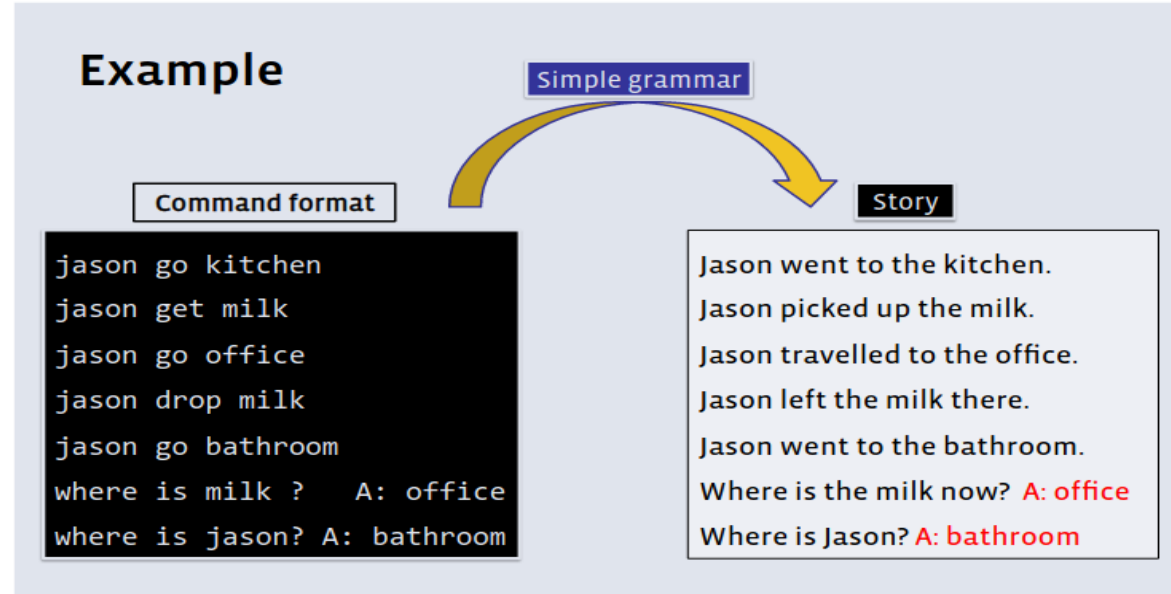 Example
Simple grammar
Command format
jason go kitchen
jason get milk
jason go office
jason drop milk
jason go bathroom
where is milk ?   A: office
where is jason? A: bathroom
Story
Jason went to the kitchen.
Jason picked up the milk.
Jason travelled to the office.
Jason left the milk there.
Jason went to the bathroom.
Where is the milk now? A: office
Where is Jason? A: bathroom